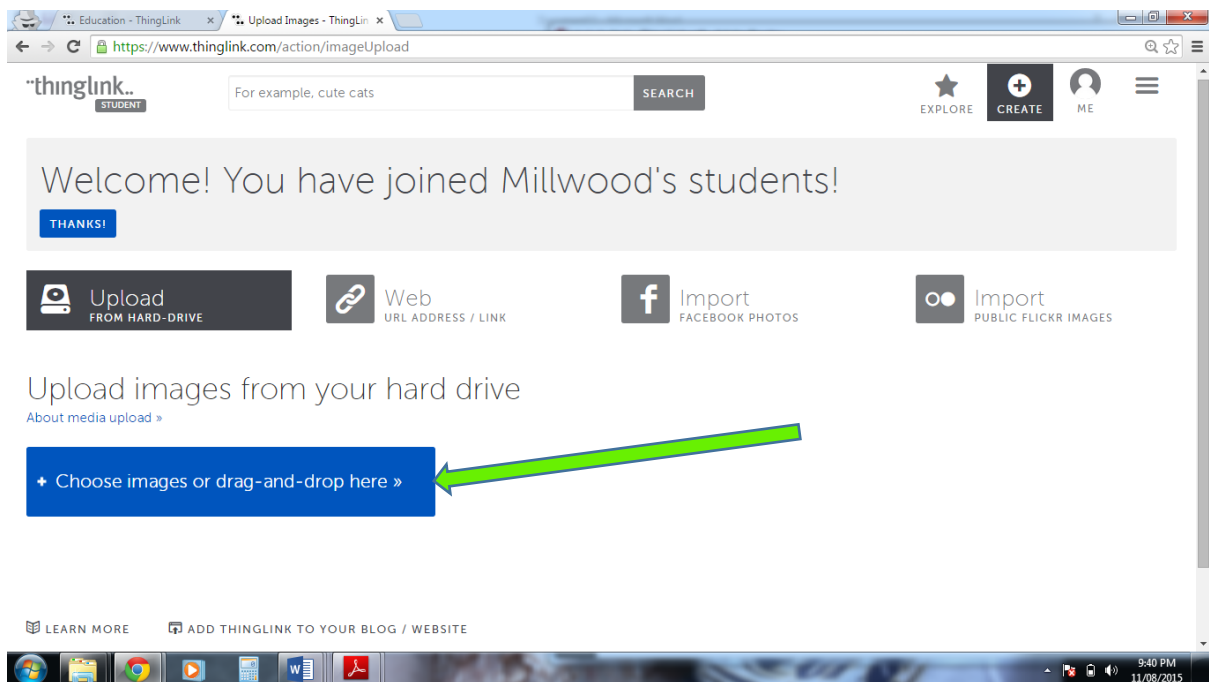 Education - ThingLink
Upload Images - ThingLin
https://www.thinglink.com/action/imageUpload
thinglink..
STUDENT
For example, cute cats
SEARCH
EXPLORE
CREATE
ME
Welcome! You have joined Millwood's students!
THANKS!
Upload
FROM HARD-DRIVE
Web
URL ADDRESS / LINK
Import
FACEBOOK PHOTOS
Import
PUBLIC FLICKR IMAGES
Upload images from your hard drive
About media upload »
+ Choose images or drag-and-drop here »
LEARN MORE
ADD THINGLINK TO YOUR BLOG / WEBSITE
9:40 PM
11/08/2015